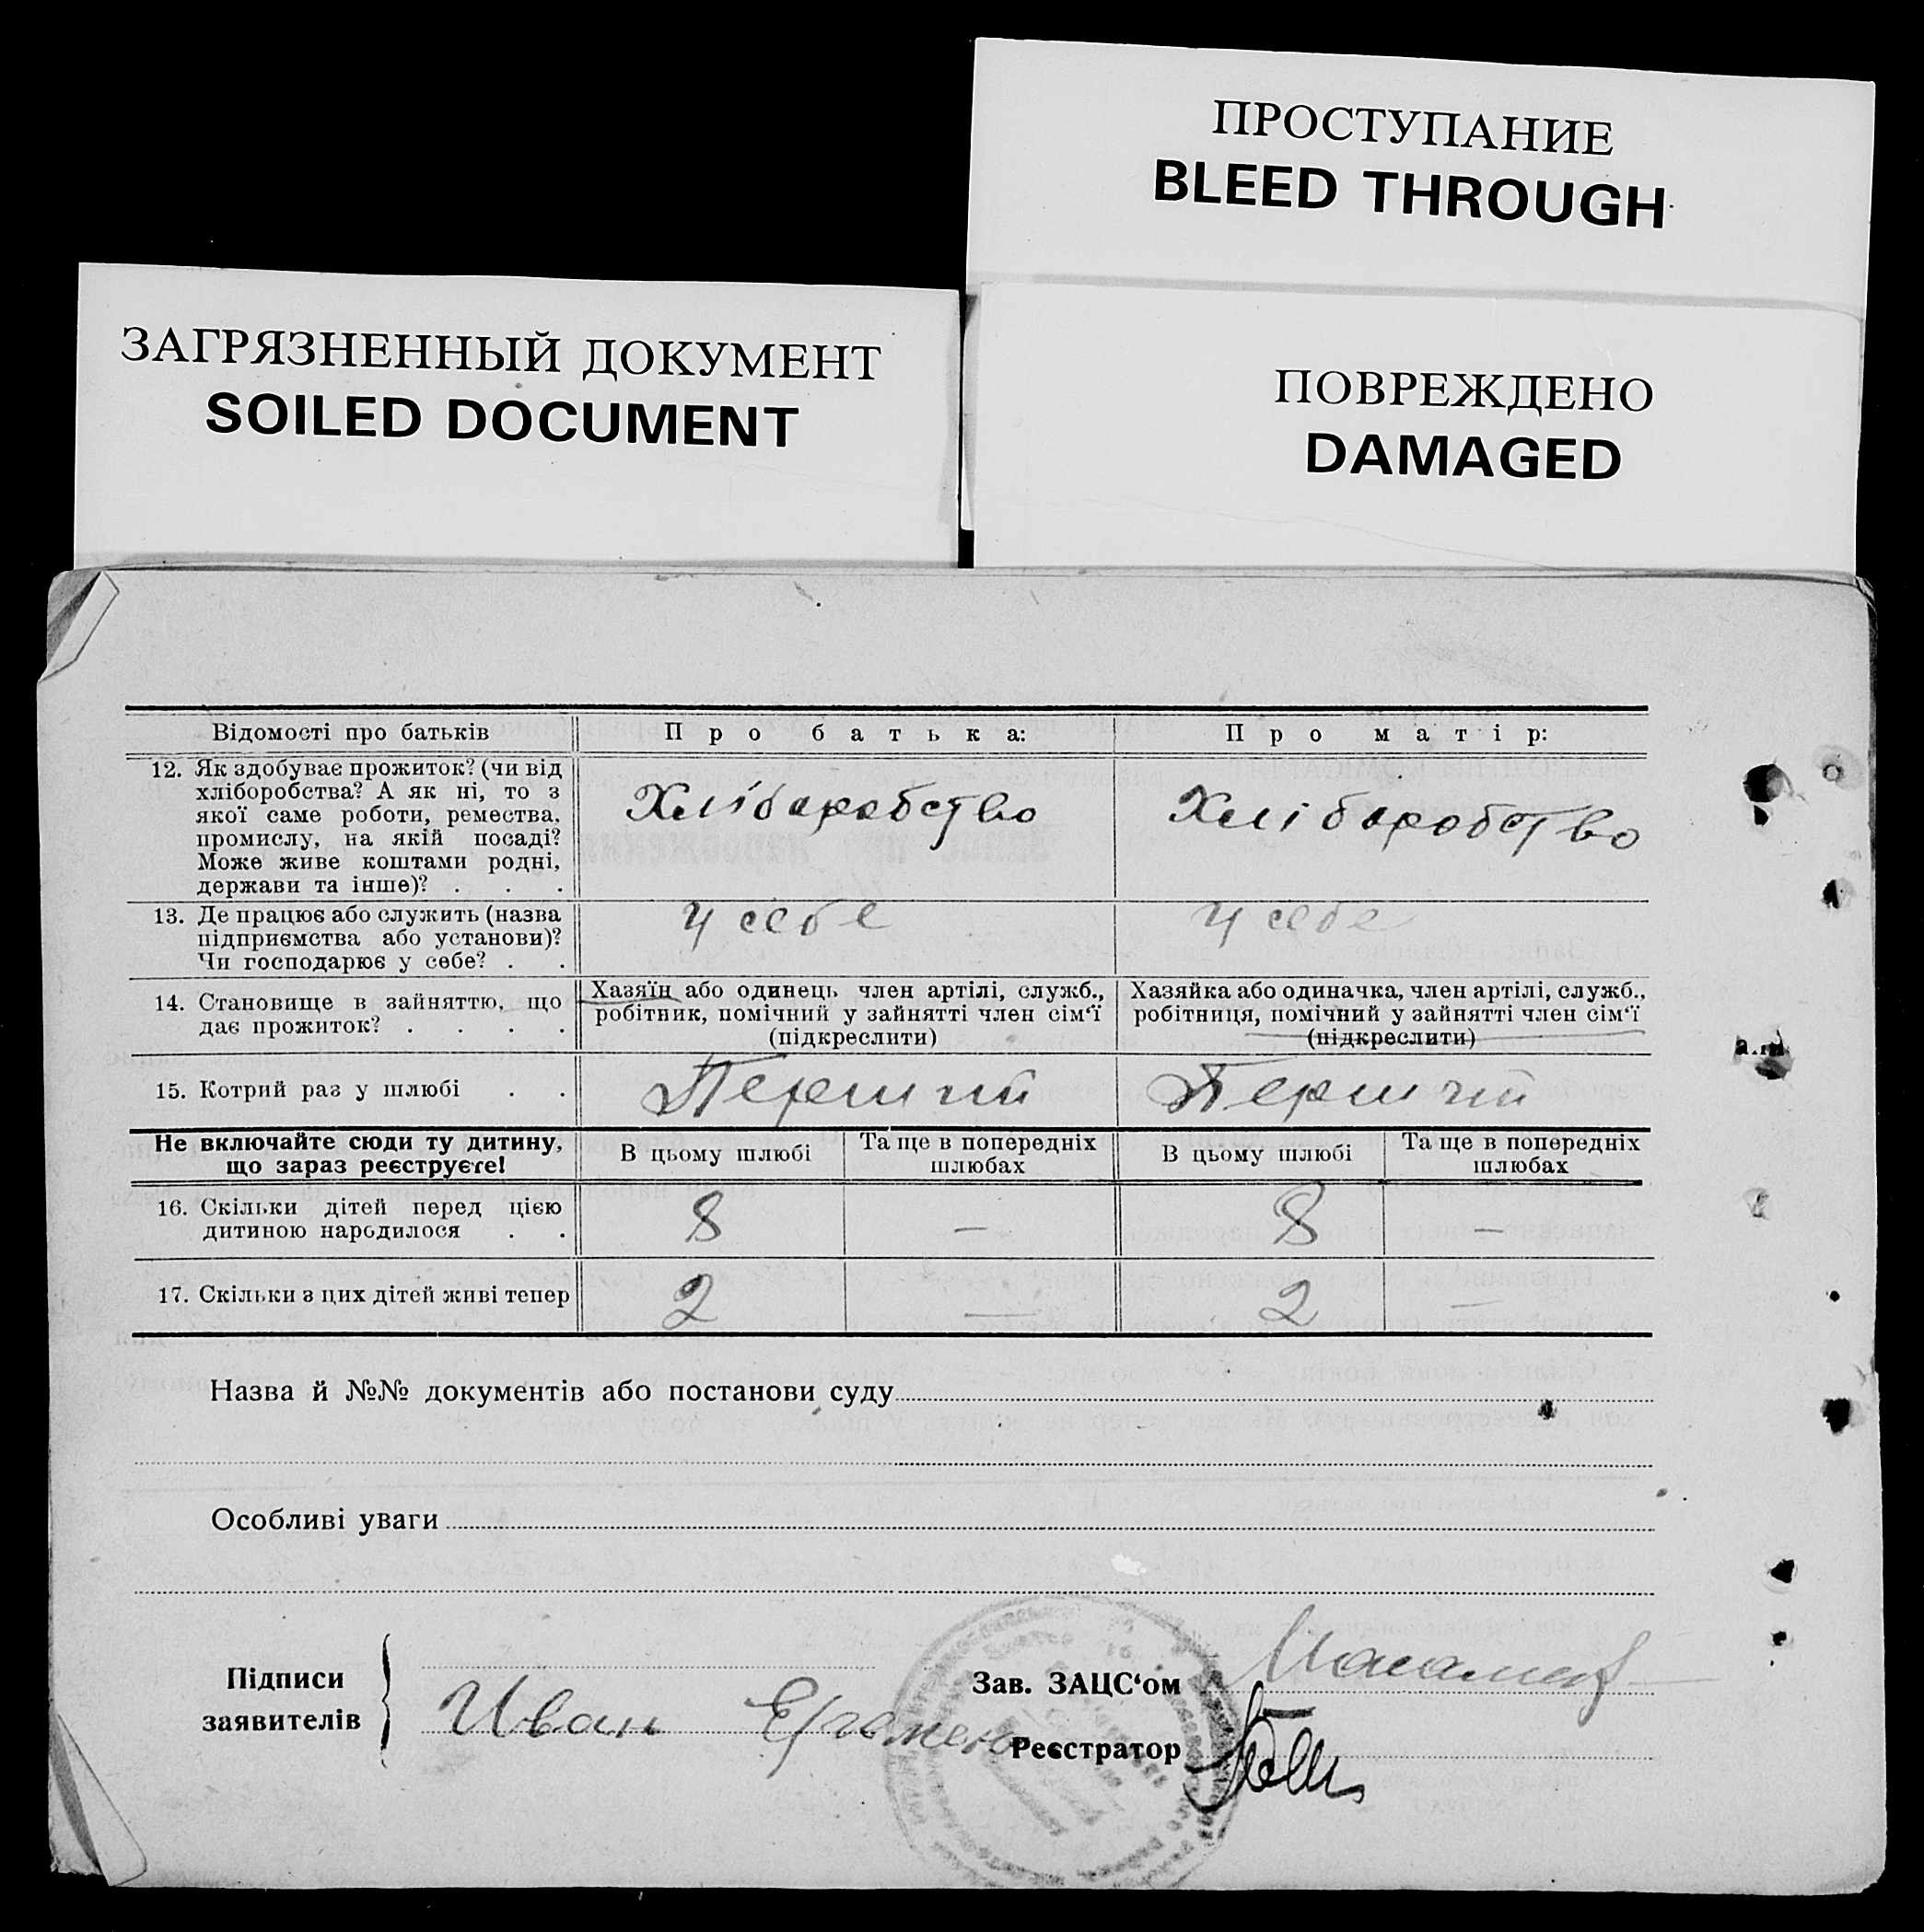 ПРОСТУПАНИЕ
BLEED THROUGH
ЗАГРЯЗНЕННЫЙ ДОКУМЕНТ
SOILED DOCUMENT
ПОВРЕЖДЕНО
DAMAGED
Відомості про батьків
Про батька:
Про матір:
12. Як здобуває прожиток? (чи від
хліборобства? А як ні, то з
якої саме роботи, ремества,
промислу, на якій посаді?
Може живе коштами родні,
держави та інше)? . . .
Хліборобство
Хліборобство
13. Де працює або служить (назва
підприємства або установи)?
Чи господарює у себе? . .
У себе
У себе
14. Становище в зайняттю, що
дає прожиток? . . . .
Хазяїн або одинець член артілі, служб.,
робітник, помічний у зайнятті член сім‘ї
(підкреслити)
Хазяйка або одиначка, член артілі, служб.,
робітниця, помічний у зайнятті член сім‘ї
(підкреслити)
15. Котрий раз у шлюбі . .
Перший
Перший
Не включайте сюди ту дитину,
що зараз реєструєте!
В цьому шлюбі
Та ще в попередніх
шлюбах
В цьому шлюбі
Та ще в попередніх
шлюбах
16. Скільки дітей перед цією
дитиною народилося . .
8
—
8
—
17. Скільки з цих дітей живі тепер
2
—
2
—
Назва й №№ документів або постанови суду
Особливі уваги
Підписи
заявителів
Иван
Зав. ЗАЦС‘ом
Реєстратор